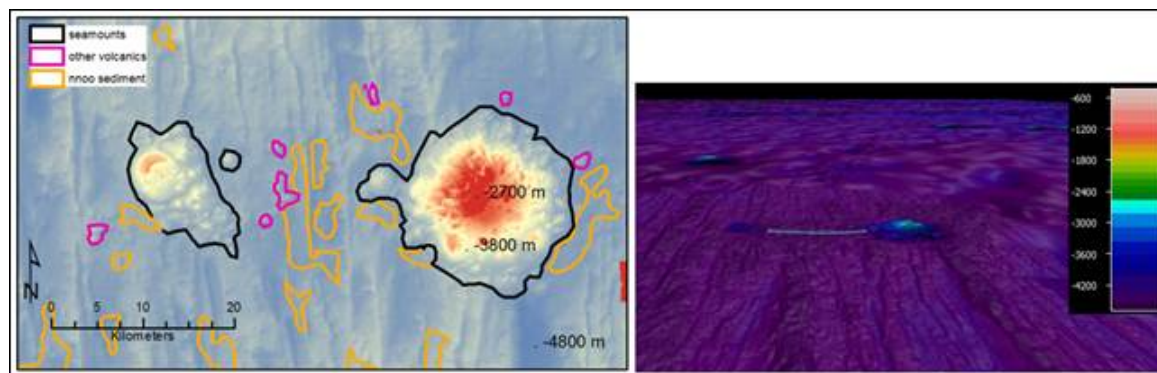 seamounts
other volcanics
nnoo sediment
-2700 m
-3800 m
N
0 5 10 20
Kilometers
-4800 m
-600
-1200
-1800
-2400
-3000
-3600
-4200